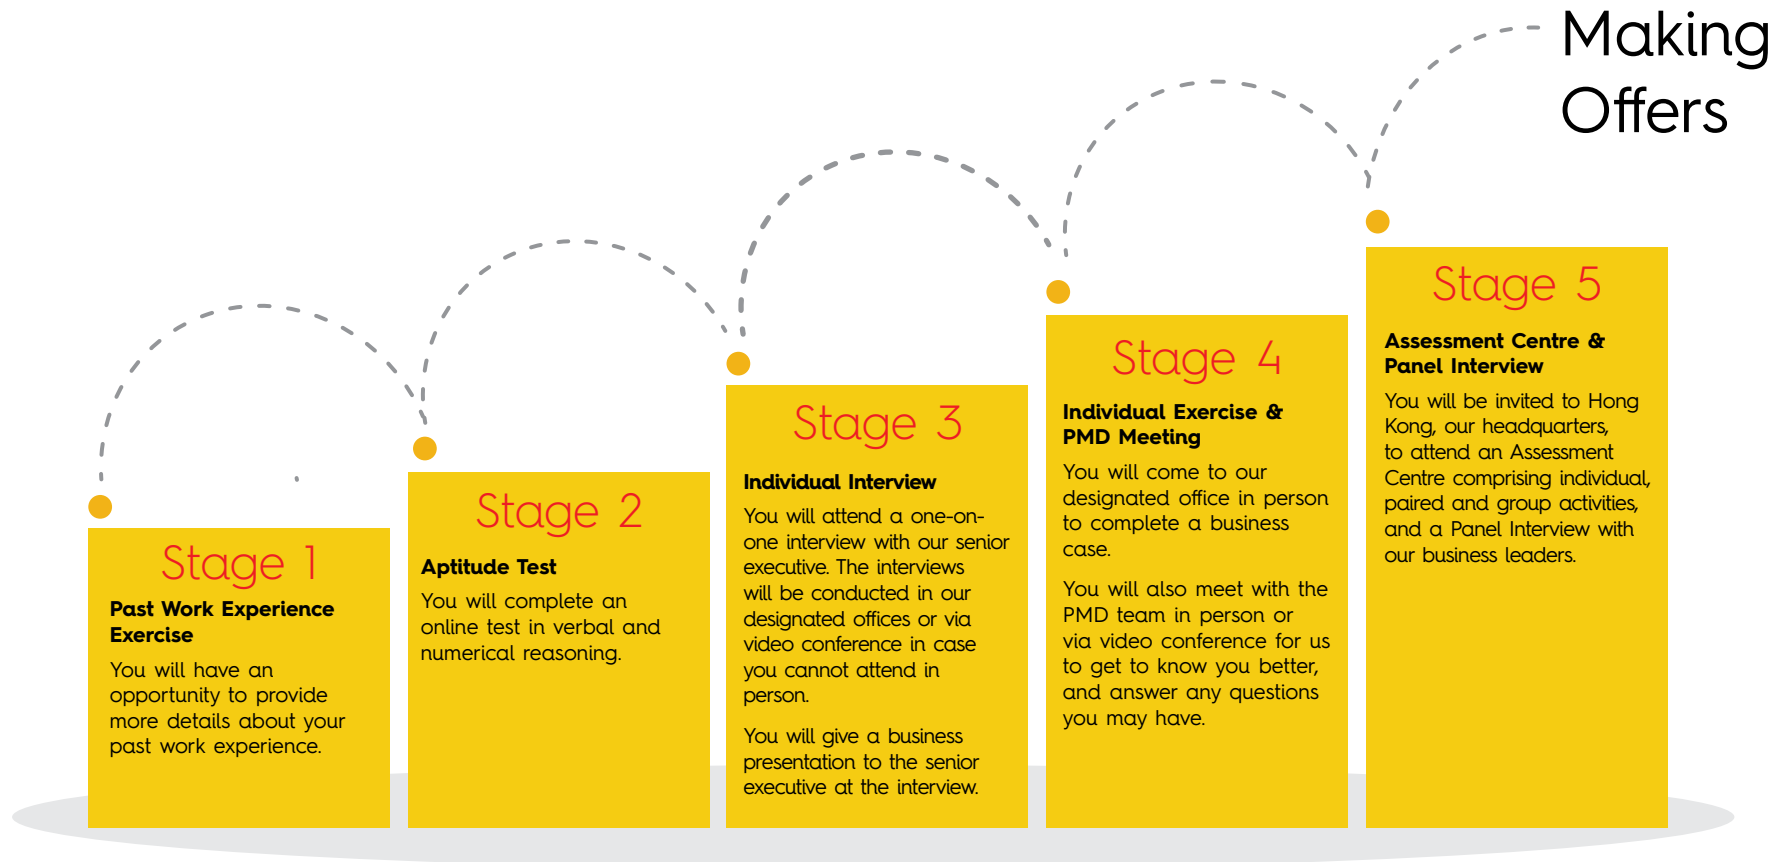 Making
Offers
Stage 1
Past Work Experience
Exercise
You will have an
opportunity to provide
more details about your
past work experience.
Stage 2
Aptitude Test
You will complete an
online test in verbal and
numerical reasoning.
Stage 3
Individual Interview
You will attend a one-on-
one interview with our senior
executive. The interviews
will be conducted in our
designated offices or via
video conference in case
you cannot attend in
person.
You will give a business
presentation to the senior
executive at the interview.
Stage 4
Individual Exercise &
PMD Meeting
You will come to our
designated office in person
to complete a business
case.
You will also meet with the
PMD team in person or
via video conference for us
to get to know you better,
and answer any questions
you may have.
Stage 5
Assessment Centre &
Panel Interview
You will be invited to Hong
Kong, our headquarters,
to attend an Assessment
Centre comprising individual,
paired and group activities,
and a Panel Interview with
our business leaders.